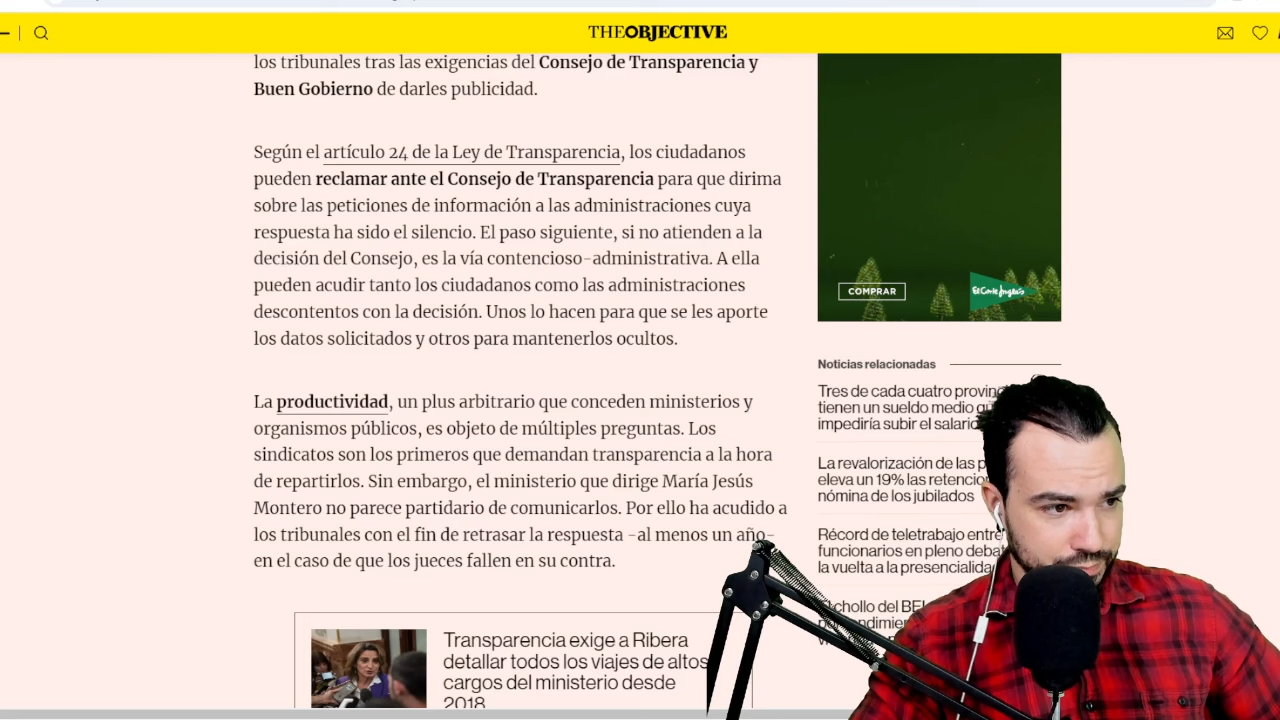 THEOBJECTIVE
los tribunales tras las exigencias del Consejo de Transparencia y
Buen Gobierno de darles publicidad.
Según el artículo 24 de la Ley de Transparencia, los ciudadanos
pueden reclamar ante el Consejo de Transparencia para que dirima
sobre las peticiones de información a las administraciones cuya
respuesta ha sido el silencio. El paso siguiente, si no atienden a la
decisión del Consejo, es la vía contencioso-administrativa. A ella
pueden acudir tanto los ciudadanos como las administraciones
descontentos con la decisión. Unos lo hacen para que se les aporte
los datos solicitados y otros para mantenerlos ocultos.
La productividad, un plus arbitrario que conceden ministerios y
organismos públicos, es objeto de múltiples preguntas. Los
sindicatos son los primeros que demandan transparencia a la hora
de repartirlos. Sin embargo, el ministerio que dirige María Jesús
Montero no parece partidario de comunicarlos. Por ello ha acudido a
los tribunales con el fin de retrasar la respuesta -al menos un año-
en el caso de que los jueces fallen en su contra.
Transparencia exige a Ribera
detallar todos los viajes de altos
cargos del ministerio desde
2018
COMPRAR
El Corte Inglés
Noticias relacionadas
Tres de cada cuatro
tienen un sueldo medio
impediría subir el
La revalorización de las
eleva un 19% las
nómina de los jubilados
Récord de teletrabajo
funcionarios en pleno
la vuelta a la
chollo del